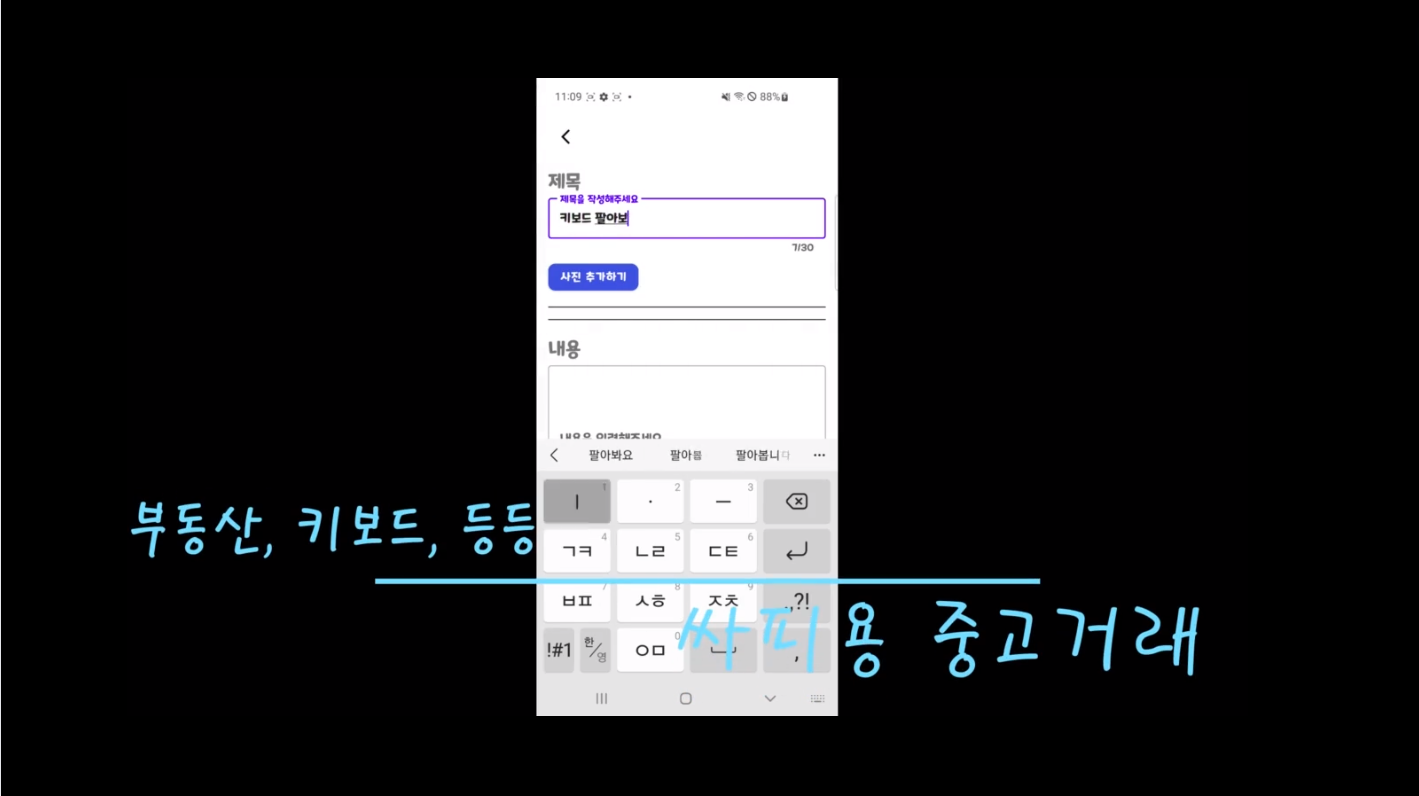 11:09 88%
제목
제목을 작성해주세요
키보드 팔아보
7/30
사진 추가하기
내용
내용을 입력해주세요
팔아봐요 팔아봄 팔아봅니다 ...
ㅣ 1 · 2 ㅡ 3
ㄱㅋ 4 ㄴㄹ 5 ㄷㅌ 6
ㅂㅍ 7 ㅅㅎ 8 ㅈㅊ 9 .,?!
!#1 한/영 ㅇㅁ 0 ,
부동산, 키보드, 등등
싸피용 중고거래